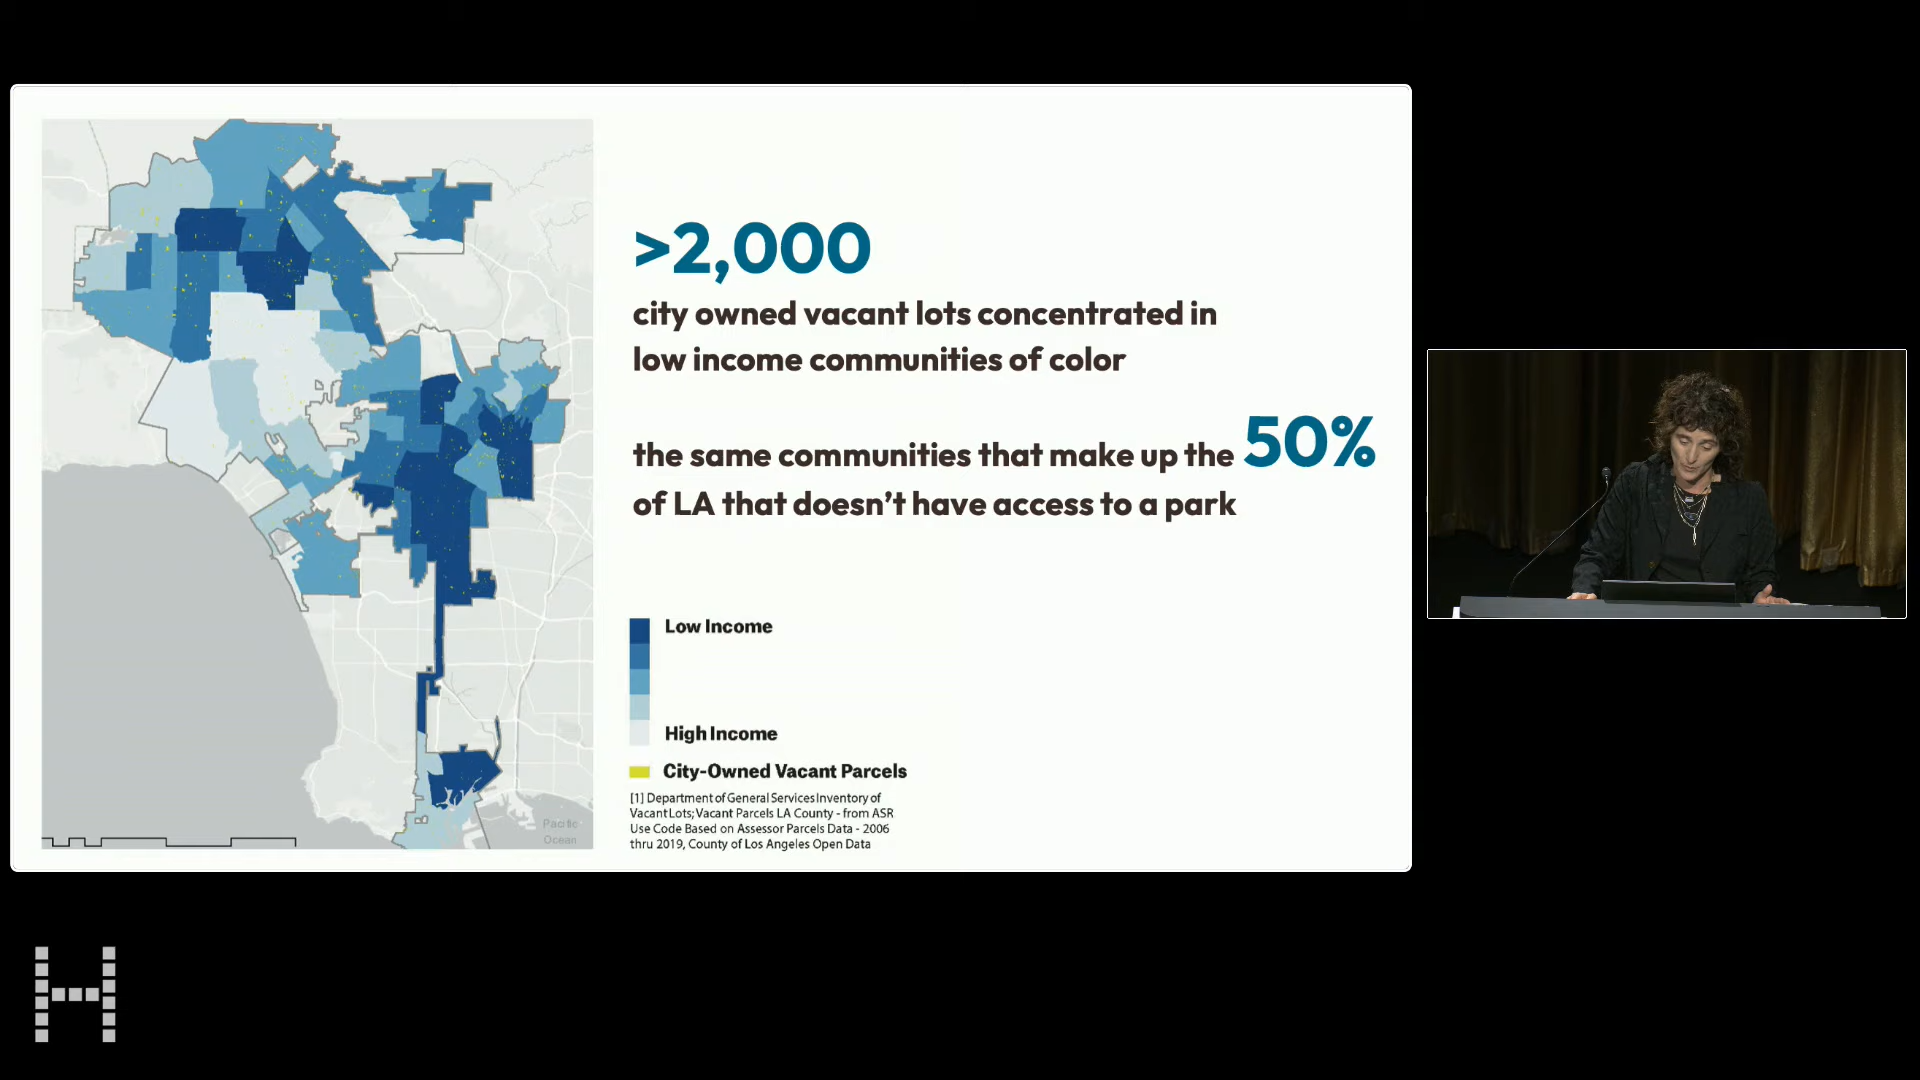 >2,000
city owned vacant lots concentrated in
low income communities of color
the same communities that make up the 50%
of LA that doesn't have access to a park
Low Income
High Income
City-Owned Vacant Parcels
[1] Department of General Services Inventory of
Vacant Lots; Vacant Parcels LA County - from ASR
Use Code Based on Assessor Parcels Data - 2006
thru 2019, County of Los Angeles Open Data
Pacific
Ocean
H